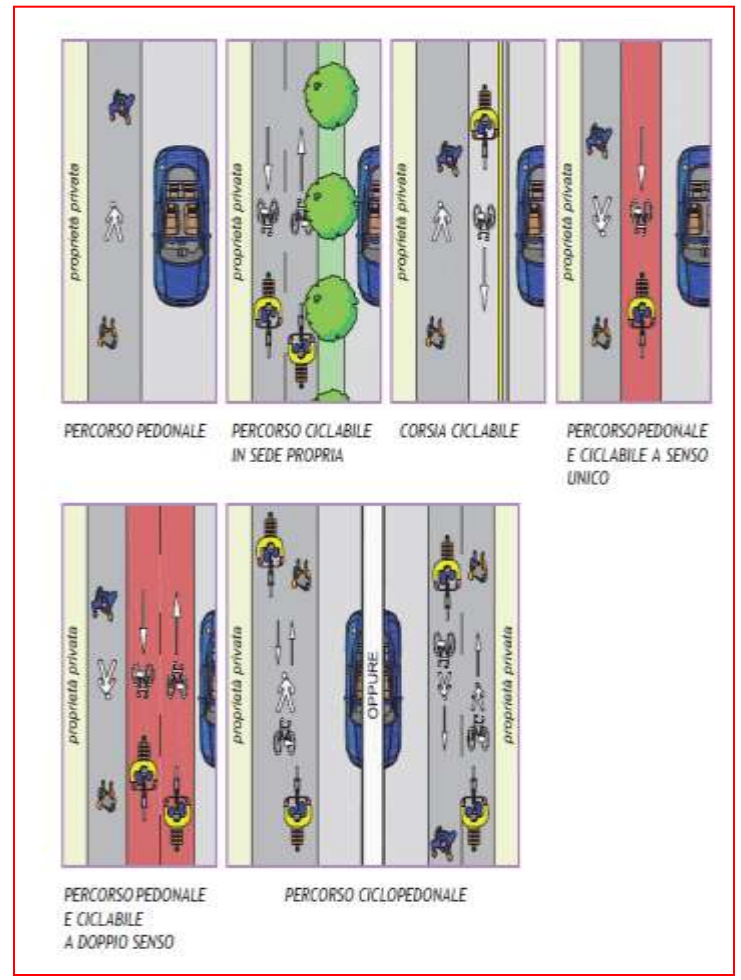 proprietà privata
proprietà privata
proprietà privata
proprietà privata
PERCORSO PEDONALE
PERCORSO CICLABILE
IN SEDE PROPRIA
CORSIA CICLABILE
PERCORSO PEDONALE
E CICLABILE A SENSO
UNICO
proprietà privata
proprietà privata
OPPURE
proprietà privata
PERCORSO PEDONALE
E CICLABILE
A DOPPIO SENSO
PERCORSO CICLOPEDONALE